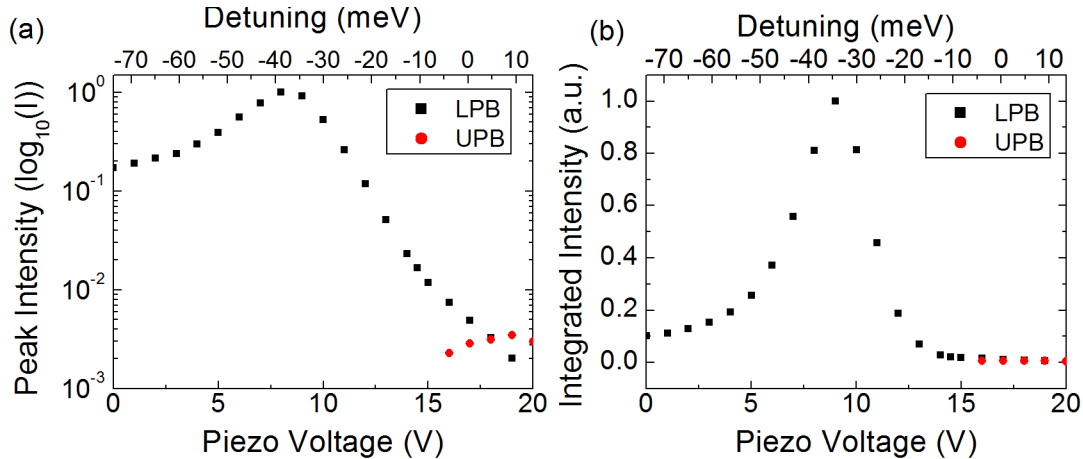 (a)
Detuning (meV)
-70 -60 -50 -40 -30 -20 -10 0 10
Peak Intensity (log₁₀(I))
10⁰
10⁻¹
10⁻²
10⁻³
LPB
UPB
0 5 10 15 20
Piezo Voltage (V)
(b)
Detuning (meV)
-70 -60 -50 -40 -30 -20 -10 0 10
Integrated Intensity (a.u.)
1.0
0.8
0.6
0.4
0.2
0.0
LPB
UPB
0 5 10 15 20
Piezo Voltage (V)